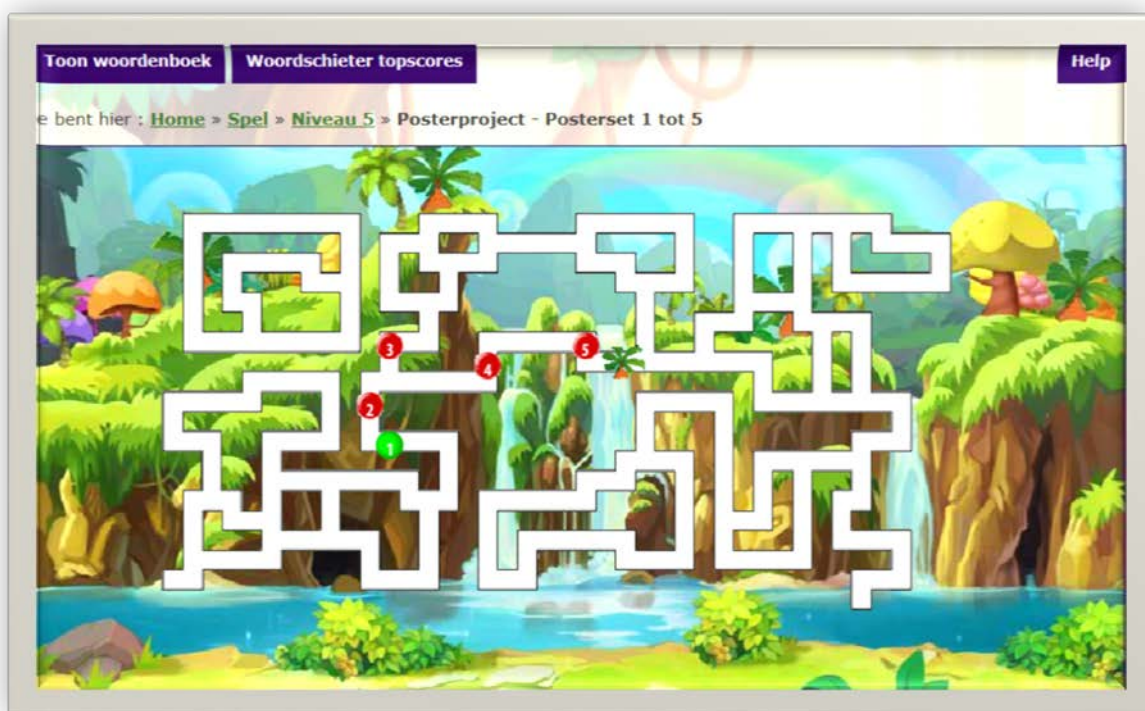 Toon woordenboek Woordschieter topscores Help
e bent hier : Home » Spel » Niveau 5 » Posterproject - Posterset 1 tot 5
3
5
4
2
1